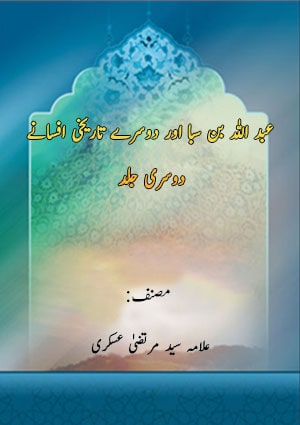 عبد اللہ بن سبا اور دوسرے تاریخی افسانے
دوسری جلد
مصنف:
علامہ سید مرتضیٰ عسکری